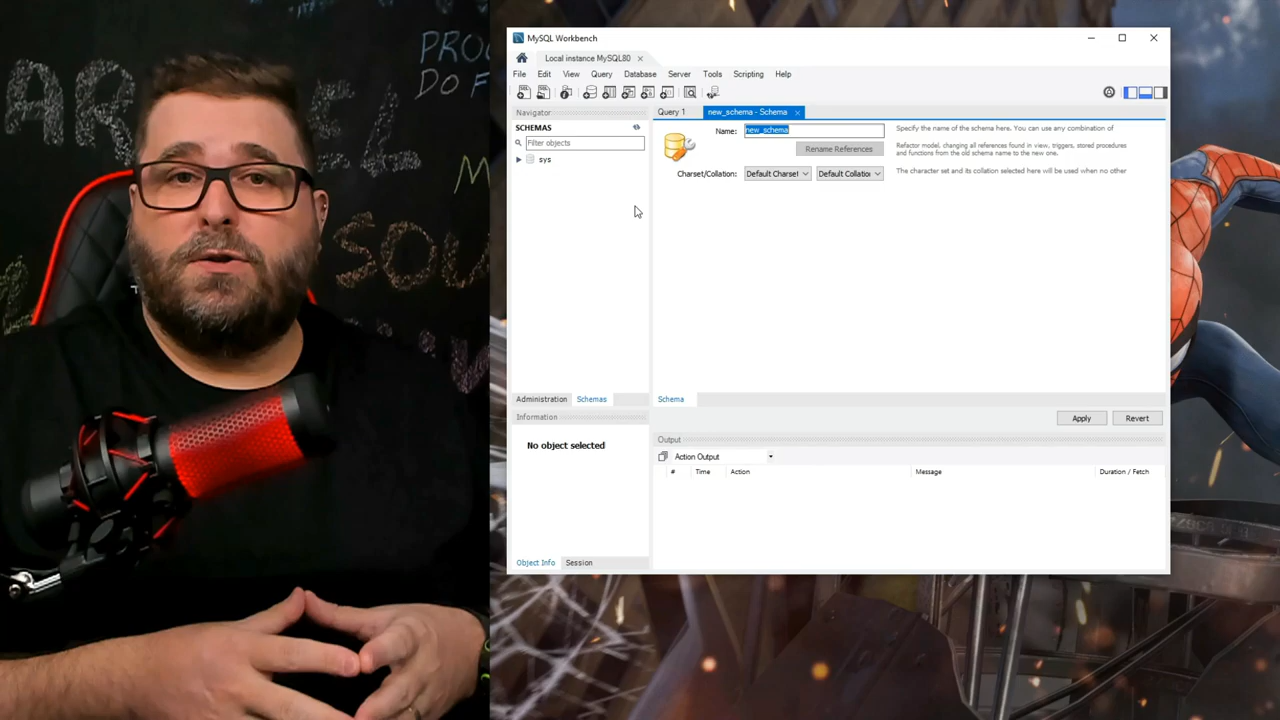 PROC
DO F
AR
M
SOU
MySQL Workbench
Local instance MySQL80
File Edit View Query Database Server Tools Scripting Help
Navigator
SCHEMAS
Filter objects
sys
Administration Schemas
Information
No object selected
Object Info Session
Query 1 new_schema - Schema
Name: new_schema
Specify the name of the schema here. You can use any combination of
Rename References
Refactor model, changing all references found in view, triggers, stored procedures
and functions from the old schema name to the new one.
Charset/Collation: Default Charset Default Collation
The character set and its collation selected here will be used when no other
Schema
Apply Revert
Output
Action Output
# Time Action Message Duration / Fetch